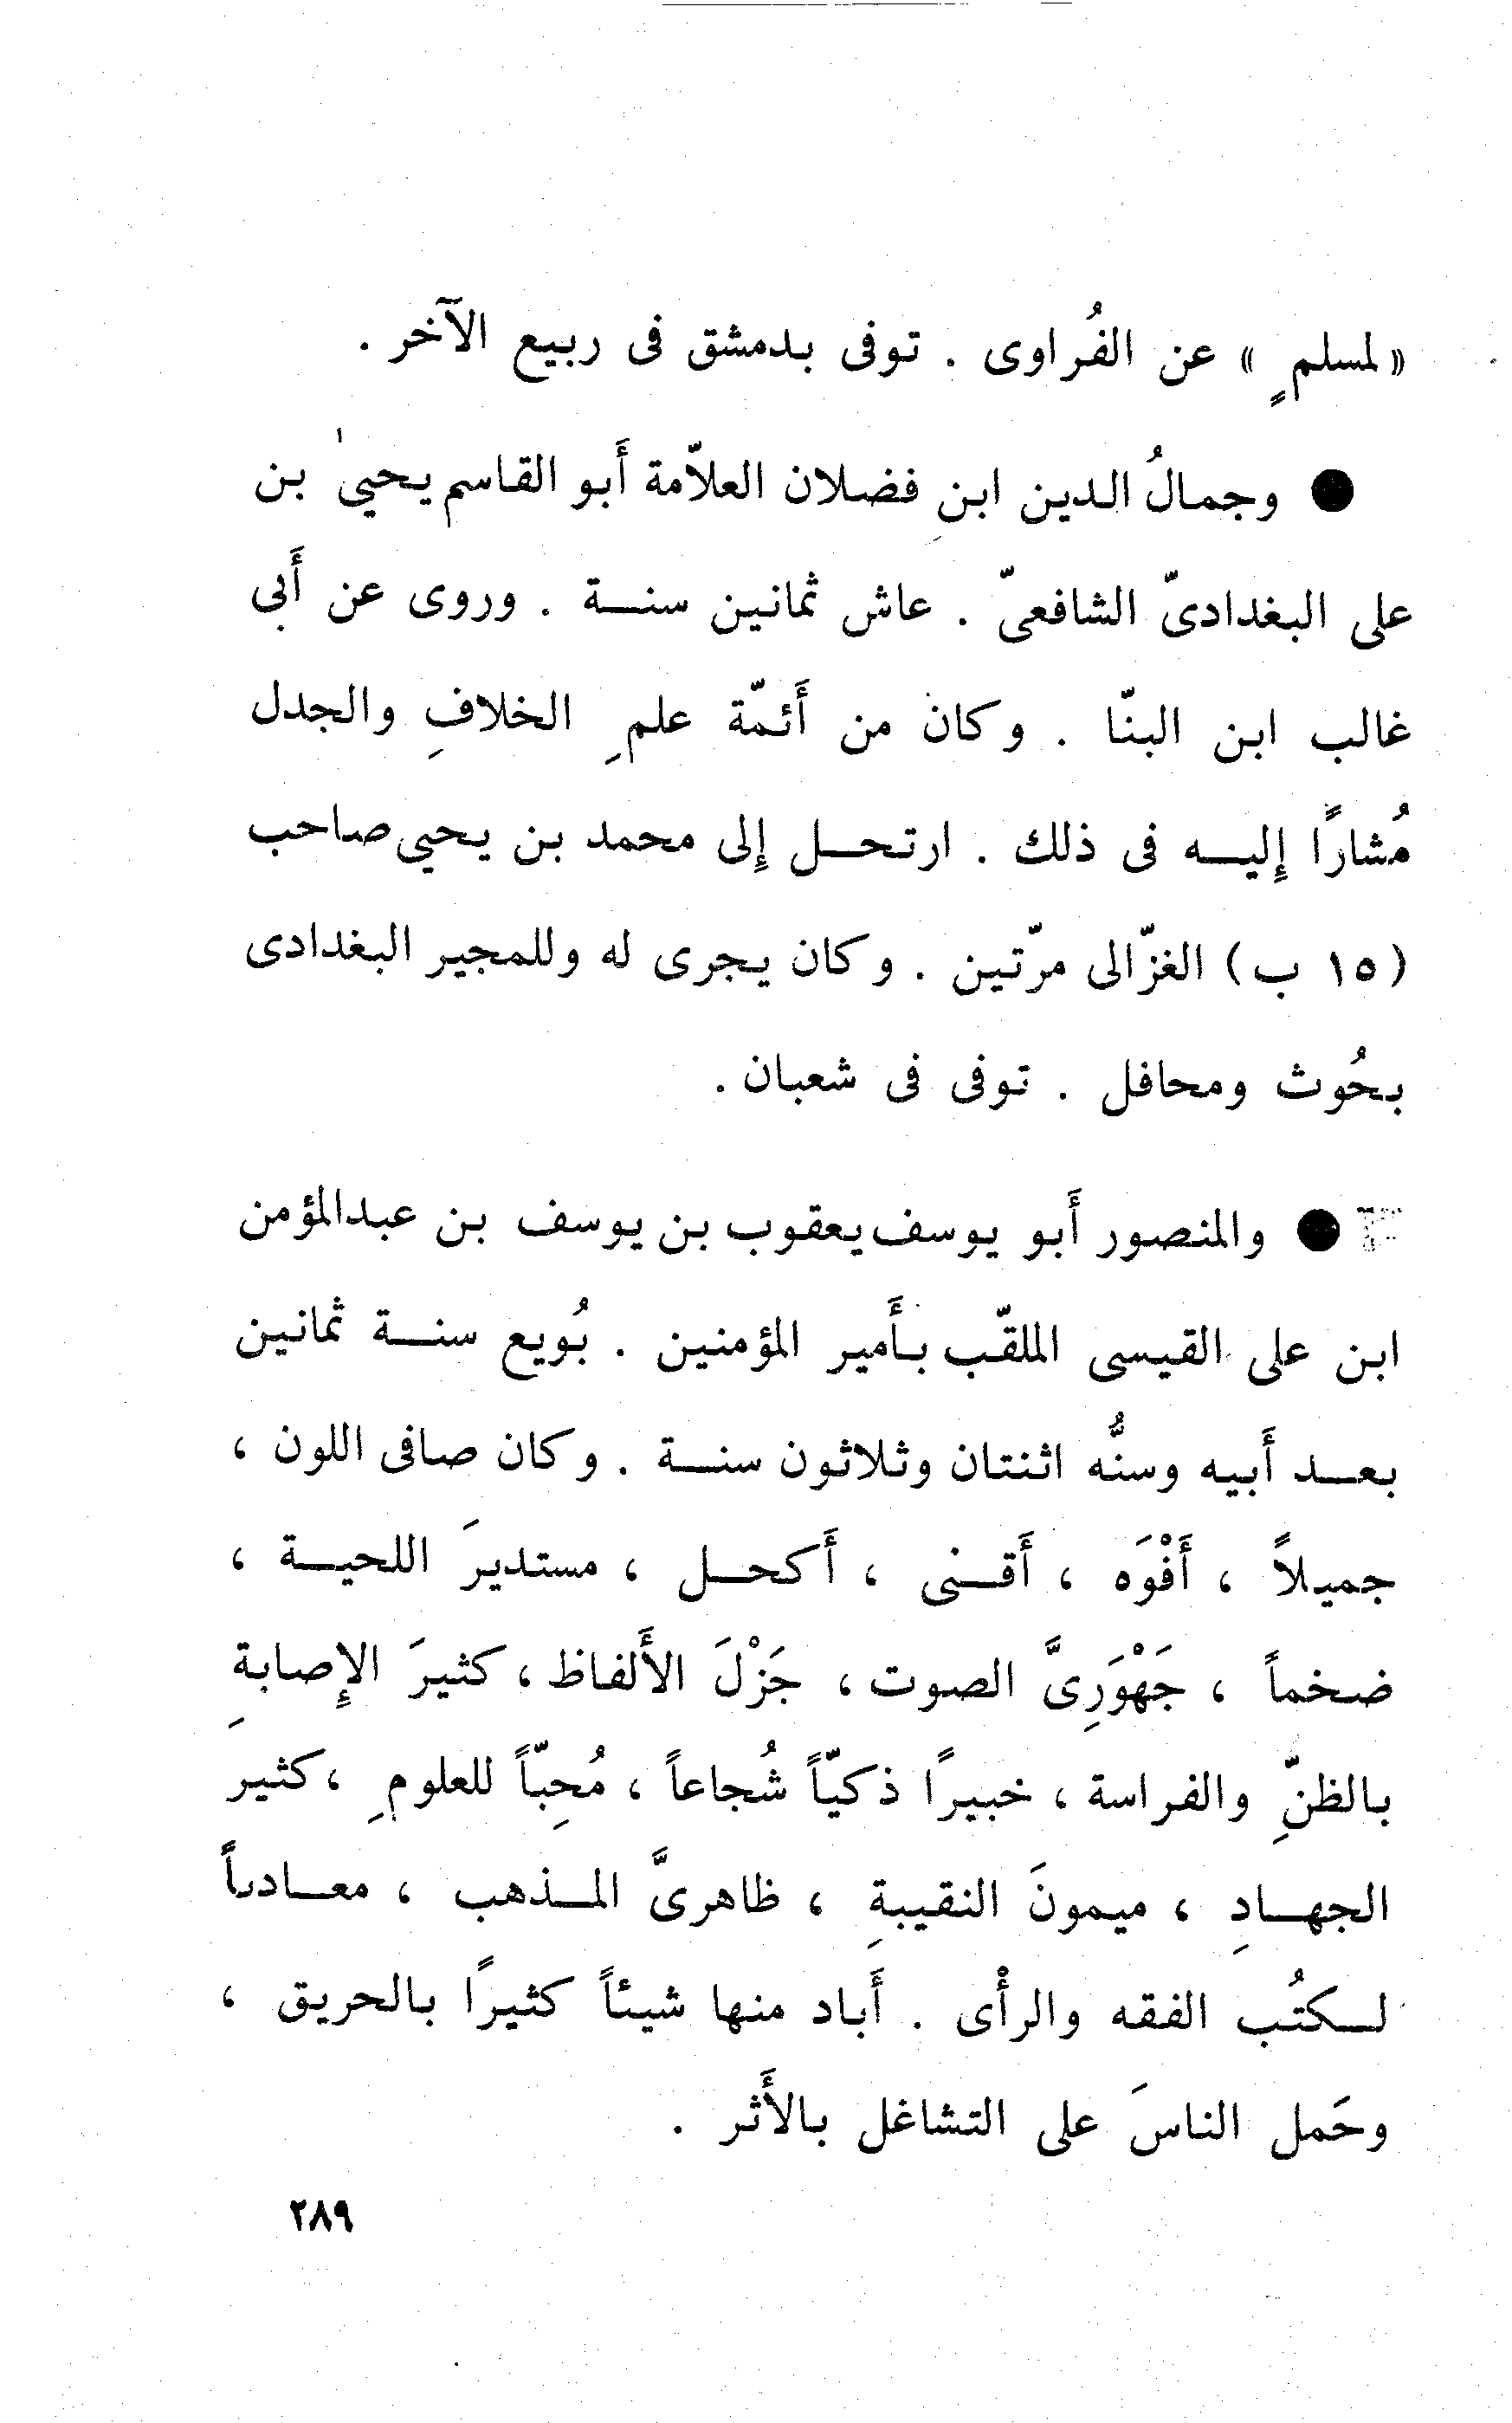 « لمسلمٍ » عن الفُراوى . توفى بدمشق فى ربيع الآخر .
● وجمالُ الدين ابنِ فضلان العلاّمة أَبو القاسم يحيىٰ بن
على البغدادىّ الشافعىّ . عاش ثمانين سنة . وروى عن أَبى
غالب ابن البنّا . وكان من أَئمّة علمِ الخلافِ والجدل
مُشارًا إِليه فى ذلك . ارتحل إِلى محمد بن يحيى صاحب
( ١٥ ب ) الغزّالى مرّتين . وكان يجرى له وللمجير البغدادى
بحُوث ومحافل . توفى فى شعبان .
● والمنصور أَبو يوسف يعقوب بن يوسف بن عبدالمؤمن
ابن على القيسى الملقّب بأَمير المؤمنين . بُويع سنة ثمانين
بعد أَبيه وسنُّه اثنتان وثلاثون سنة . وكان صافى اللون ،
جميلاً ، أَفْوَه ، أَقنى ، أَكحل ، مستديرَ اللحية ،
ضخماً ، جَهْوَرِىَّ الصوت ، جَزْلَ الأَلفاظ ، كثيرَ الإِصابةِ
بالظنِّ والفراسة ، خبيرًا ذكيّاً شُجاعاً ، مُحِبّاً للعلومِ ، كثير
الجهادِ ، ميمونَ النقيبةِ ، ظاهرىَّ المذهب ، معادياً
لكتُب الفقه والرأْى . أَباد منها شيئاً كثيرًا بالحريق ،
وحَمل الناسَ على التشاغل بالأَثر .
٢٨٩